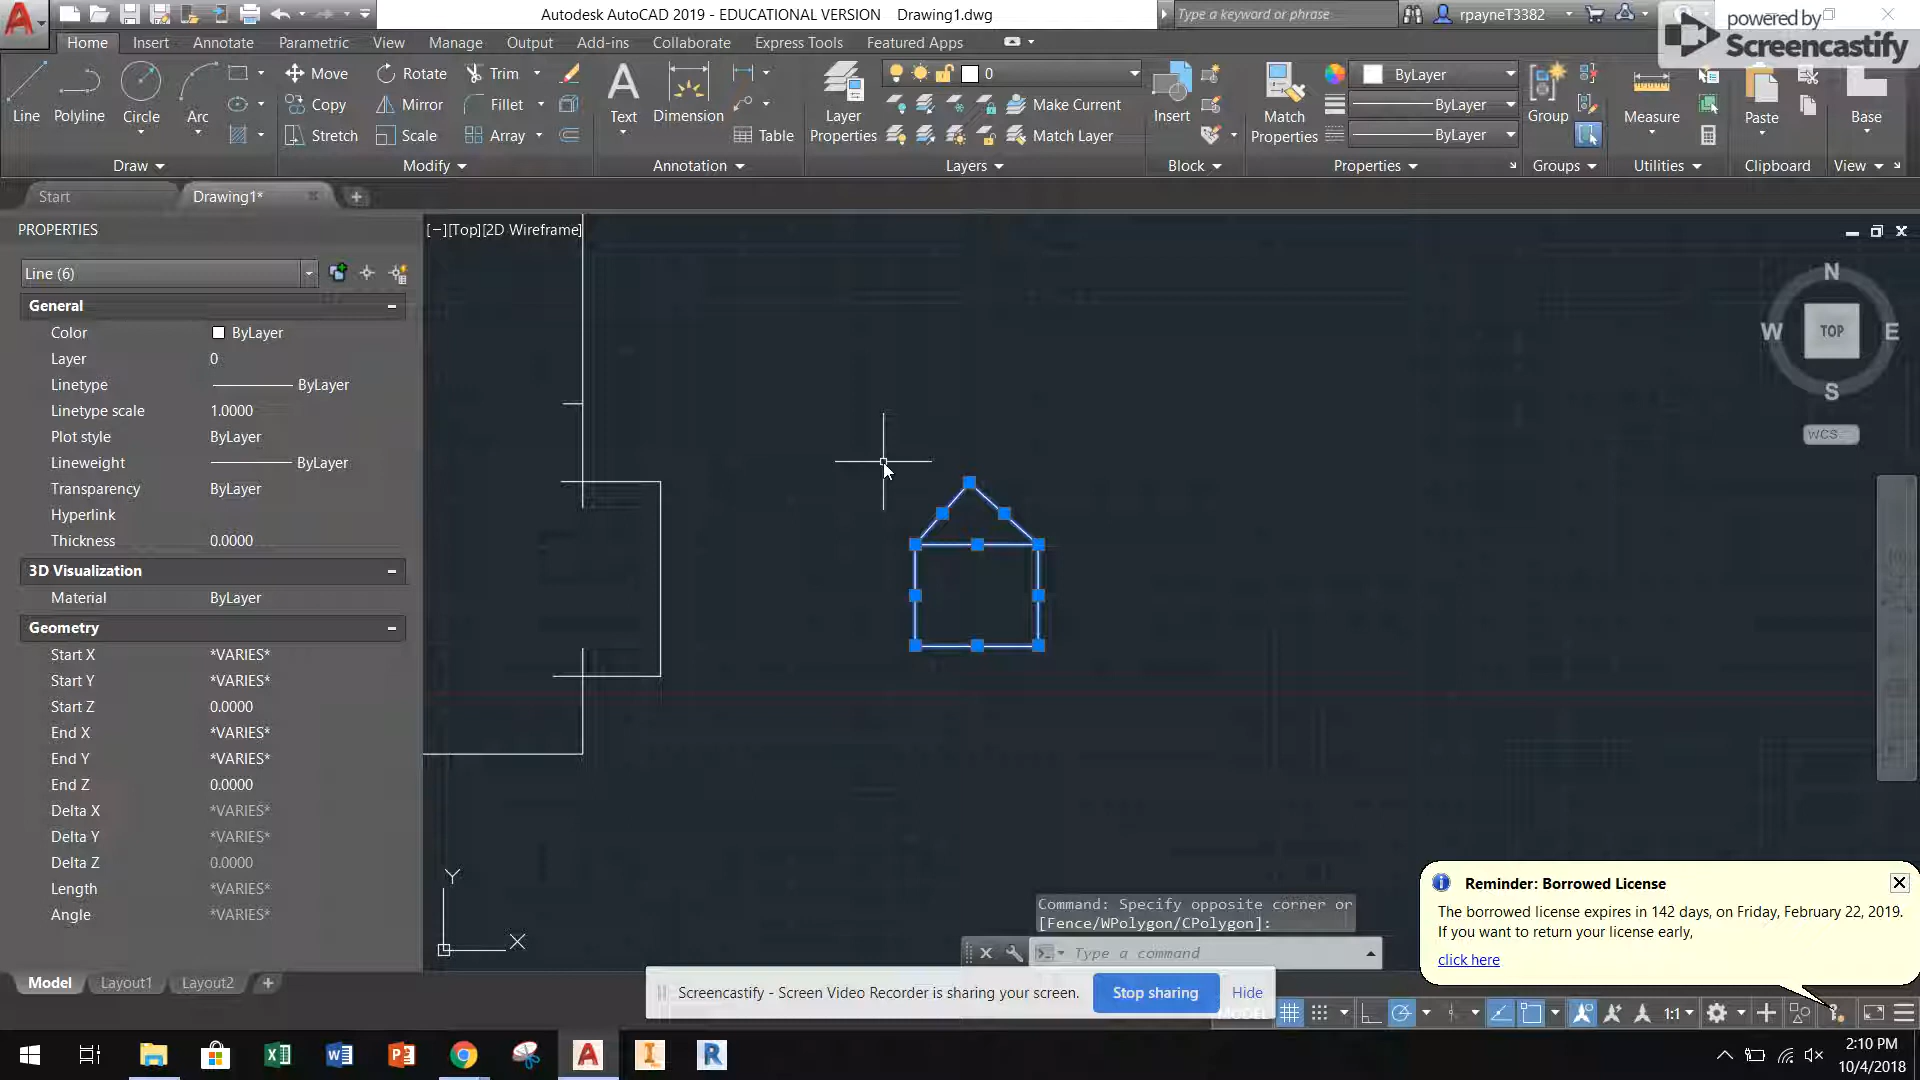 Autodesk AutoCAD 2019 - EDUCATIONAL VERSION Drawing1.dwg
Type a keyword or phrase
rpayneT3382
powered by
Screencastify
Home Insert Annotate Parametric View Manage Output Add-ins Collaborate Express Tools Featured Apps
Line Polyline Circle Arc
Move Rotate Trim
Copy Mirror Fillet
Stretch Scale Array
Text Dimension
Table
Layer
Properties
0
Make Current
Match Layer
Insert
Match
Properties
ByLayer
ByLayer
ByLayer
Group
Measure
Paste
Base
Draw Modify Annotation Layers Block Properties Groups Utilities Clipboard View
Start Drawing1*
PROPERTIES
[−][Top][2D Wireframe]
Line (6)
General
Color ByLayer
Layer 0
Linetype ByLayer
Linetype scale 1.0000
Plot style ByLayer
Lineweight ByLayer
Transparency ByLayer
Hyperlink
Thickness 0.0000
3D Visualization
Material ByLayer
Geometry
Start X *VARIES*
Start Y *VARIES*
Start Z 0.0000
End X *VARIES*
End Y *VARIES*
End Z 0.0000
Delta X *VARIES*
Delta Y *VARIES*
Delta Z 0.0000
Length *VARIES*
Angle *VARIES*
N
W TOP E
S
WCS
Y
X
Command: Specify opposite corner or
[Fence/WPolygon/CPolygon]:
Type a command
Reminder: Borrowed License
The borrowed license expires in 142 days, on Friday, February 22, 2019.
If you want to return your license early,
click here
Model Layout1 Layout2
Screencastify - Screen Video Recorder is sharing your screen. Stop sharing Hide
MODEL
1:1
2:10 PM
10/4/2018